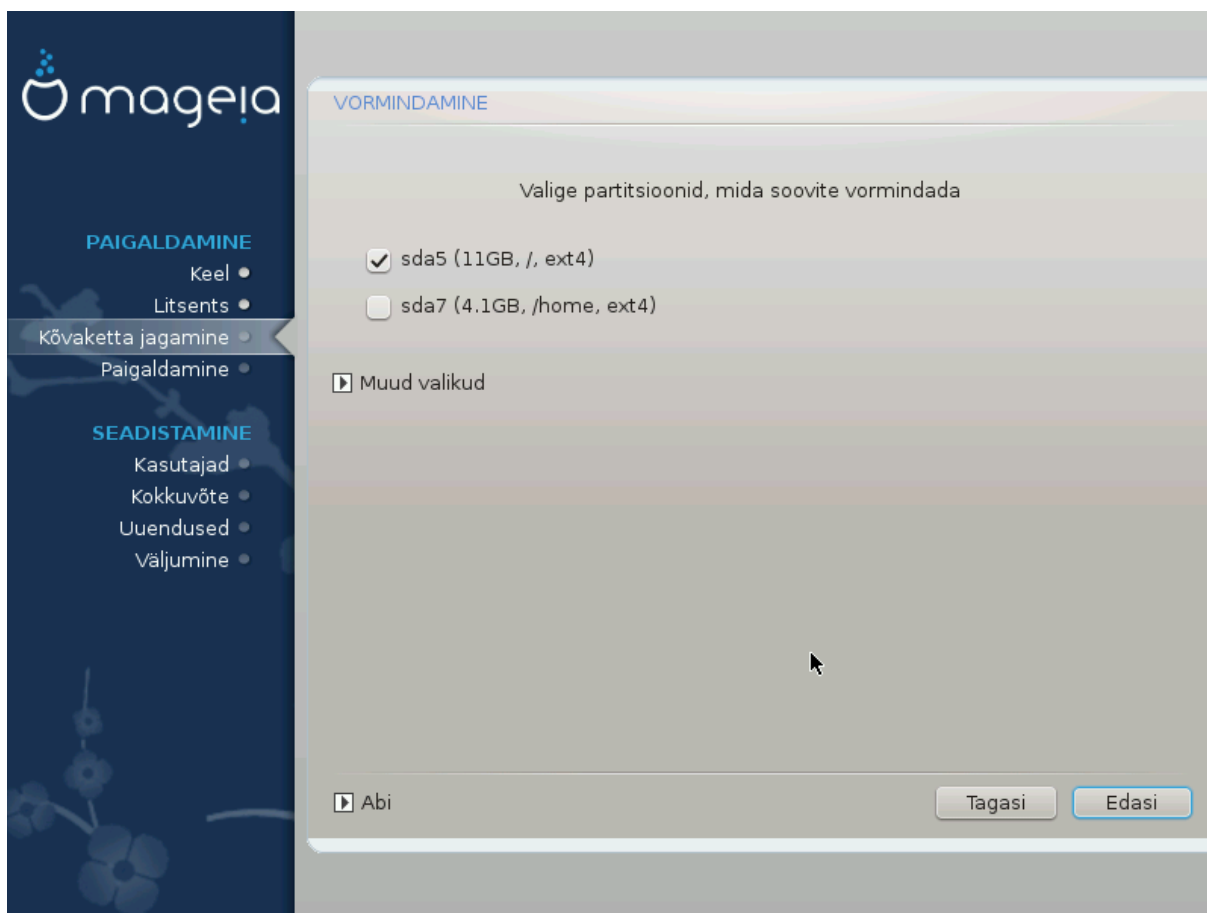 mageia
PAIGALDAMINE
Keel
Litsents
Kõvaketta jagamine
Paigaldamine
SEADISTAMINE
Kasutajad
Kokkuvõte
Uuendused
Väljumine
VORMINDAMINE
Valige partitsioonid, mida soovite vormindada
sda5 (11GB, /, ext4)
sda7 (4.1GB, /home, ext4)
Muud valikud
Abi
Tagasi
Edasi